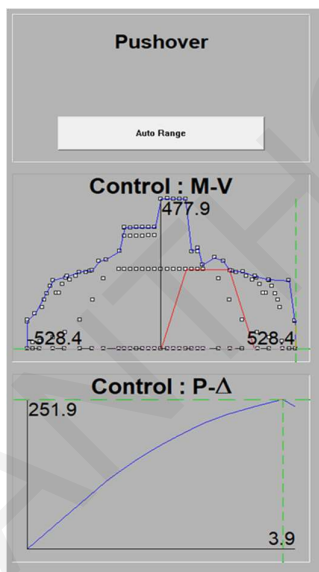 Pushover
Auto Range
Control : M-V
477.9
528.4 528.4
Control : P-Δ
251.9
3.9